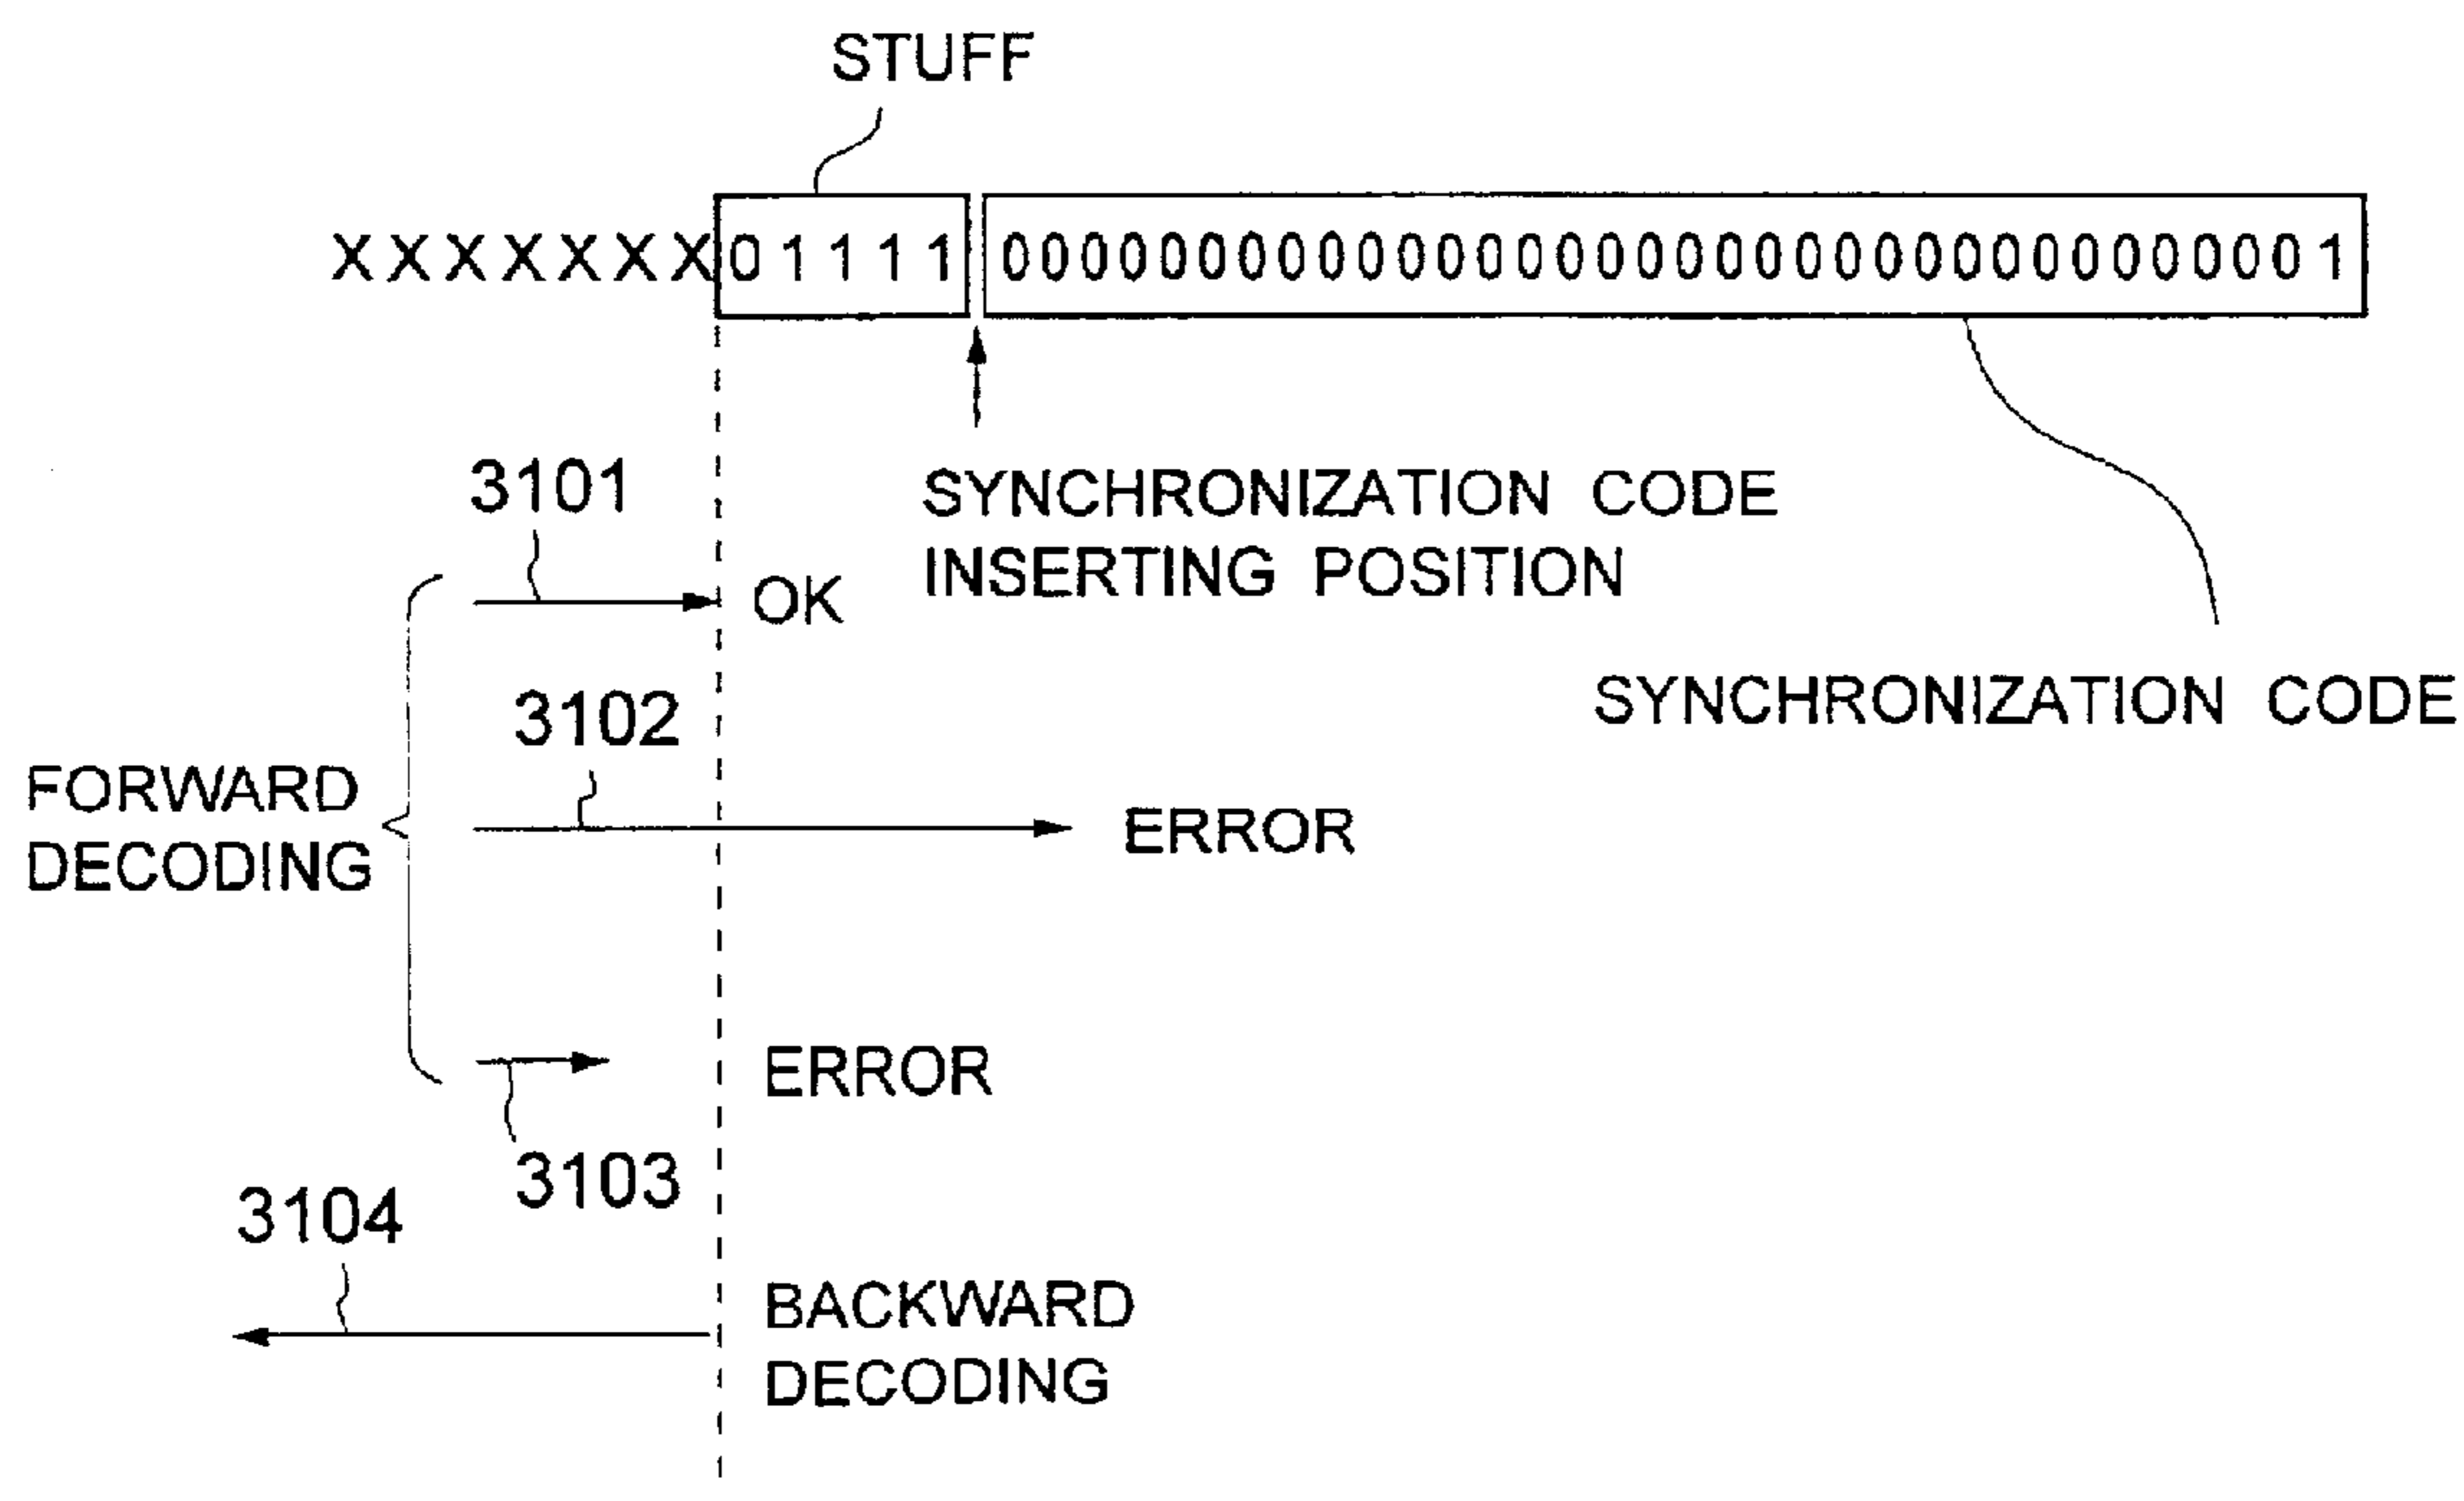 STUFF
XXXXXXX01111 0000000000000000000000000000000001
3101
SYNCHRONIZATION CODE
INSERTING POSITION
OK
3102
SYNCHRONIZATION CODE
FORWARD
DECODING
ERROR
ERROR
3103
3104
BACKWARD
DECODING